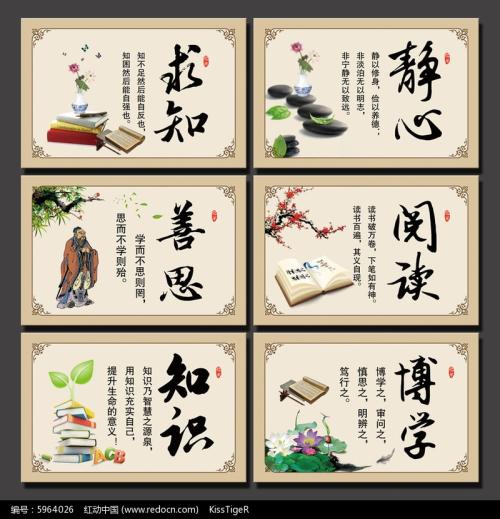 求知
知不足然后能自反也,
知困然后能自强也。
静心
静以修身,俭以养德,
非淡泊无以明志,
非宁静无以致远。
善思
学而不思则罔,
思而不学则殆。
阅读
读书破万卷,下笔如有神。
读书百遍,其义自现。
知识
知识乃智慧之源泉,
用知识充实自己,
提升生命的意义!
ABC
博学
博学之,审问之,
慎思之,明辨之,
笃行之。
编号:5964026 红动中国 (www.redocn.com) KissTigeR